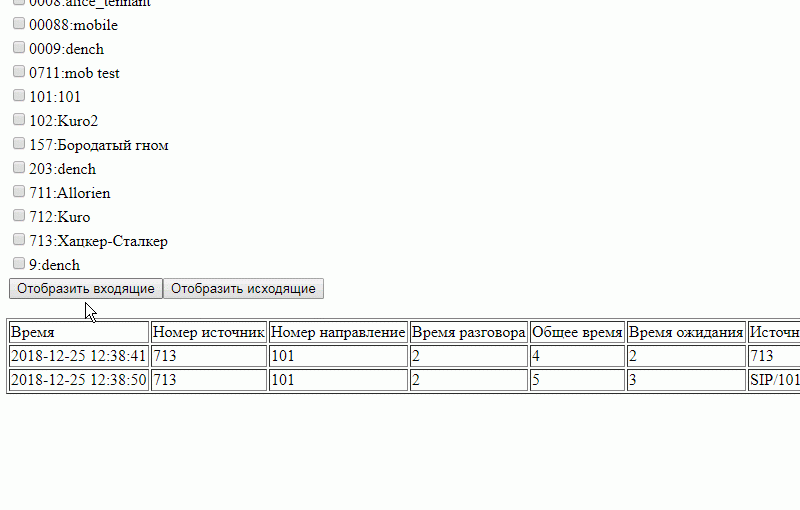 0008:alice_tennant
00088:mobile
0009:dench
0711:mob test
101:101
102:Kuro2
157:Бородатый гном
203:dench
711:Allorien
712:Kuro
713:Хацкер-Сталкер
9:dench
Отобразить входящие Отобразить исходящие
Время Номер источник Номер направление Время разговора Общее время Время ожидания Источн
2018-12-25 12:38:41 713 101 2 4 2 713
2018-12-25 12:38:50 713 101 2 5 3 SIP/101